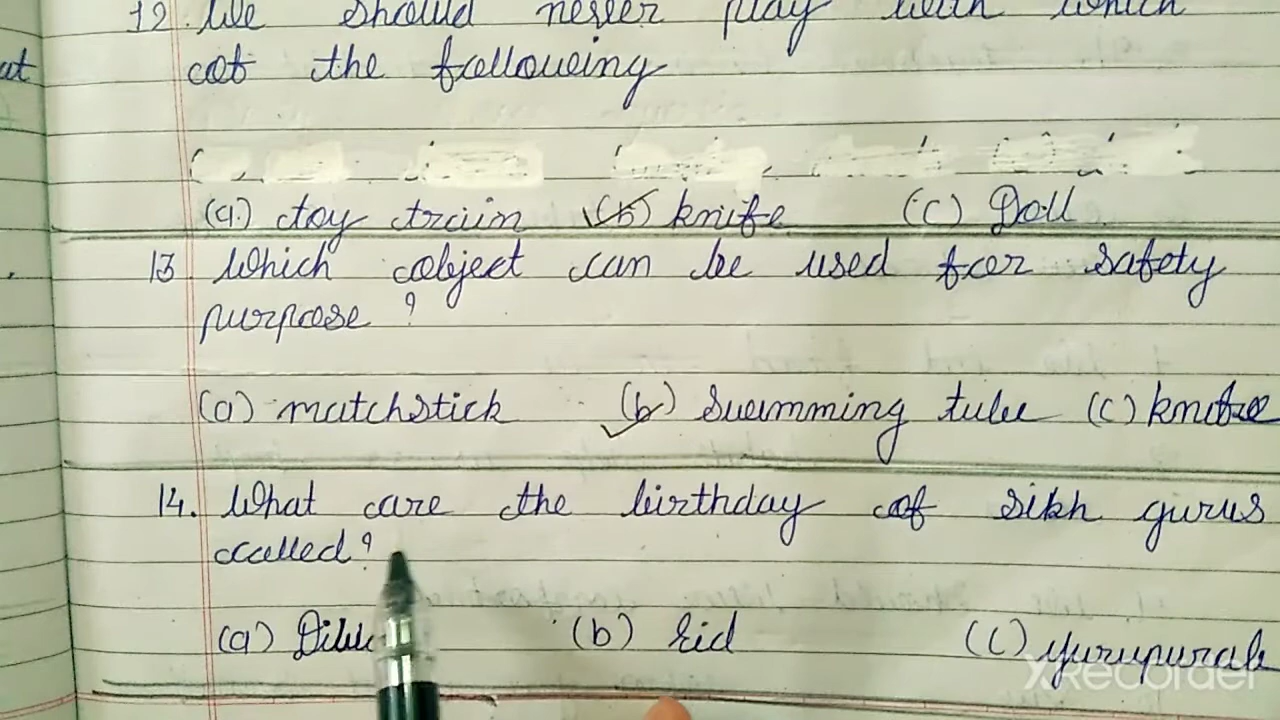 12. We should never play with which
at
of the following
(a) toy train (b) knife (c) Doll
13 Which object can be used for safety
purpose ?
(a) matchstick (b) swimming tube (c) knife
14. What are the birthday of sikh gurus
called ?
(b) Eid (c) gurupurab
XRecorder